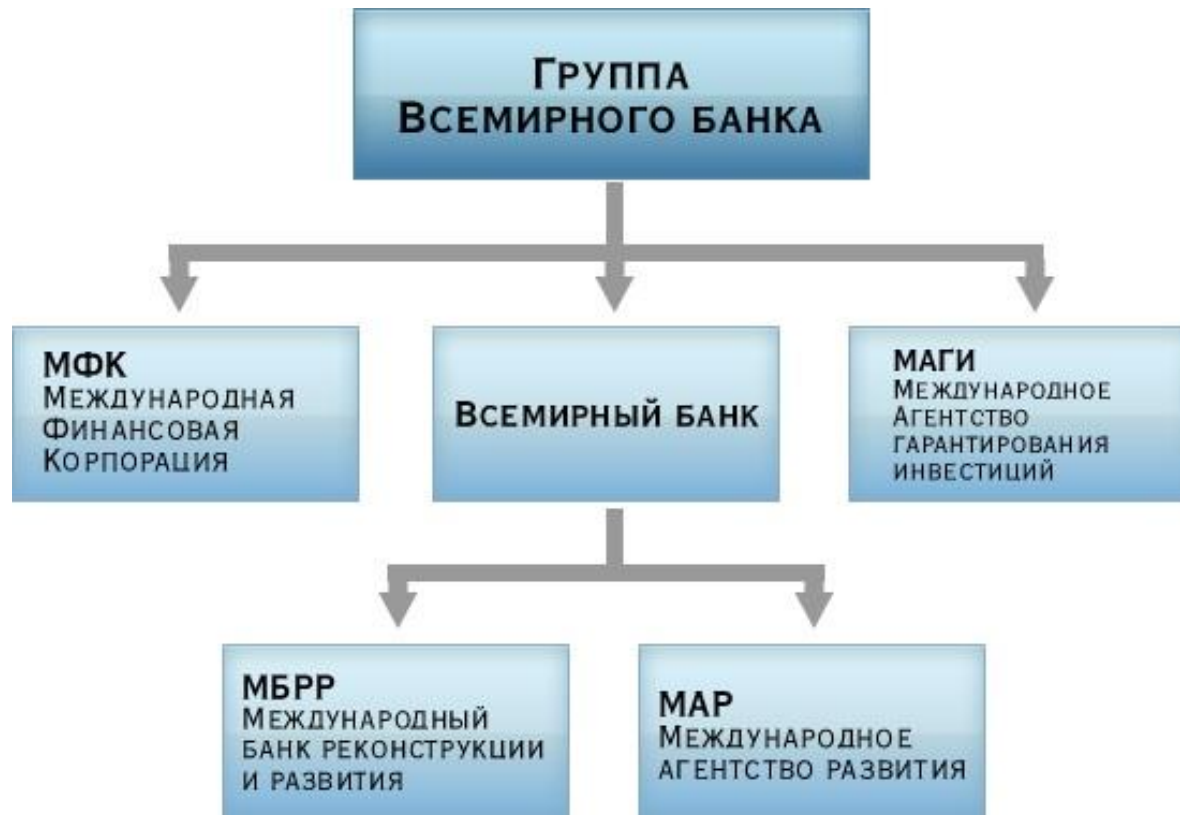 Группа
Всемирного банка
МФК
Международная
Финансовая
Корпорация
Всемирный банк
МАГИ
Международное
Агентство
гарантирования
инвестиций
МБРР
Международный
банк реконструкции
и развития
МАР
Международное
агентство развития